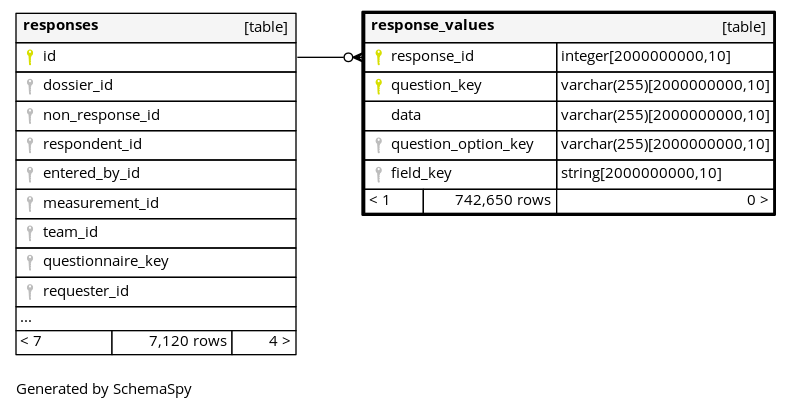 responses [table]
id
dossier_id
non_response_id
respondent_id
entered_by_id
measurement_id
team_id
questionnaire_key
requester_id
...
< 7 7,120 rows 4 >
response_values [table]
response_id integer[2000000000,10]
question_key varchar(255)[2000000000,10]
data varchar(255)[2000000000,10]
question_option_key varchar(255)[2000000000,10]
field_key string[2000000000,10]
< 1 742,650 rows 0 >
Generated by SchemaSpy